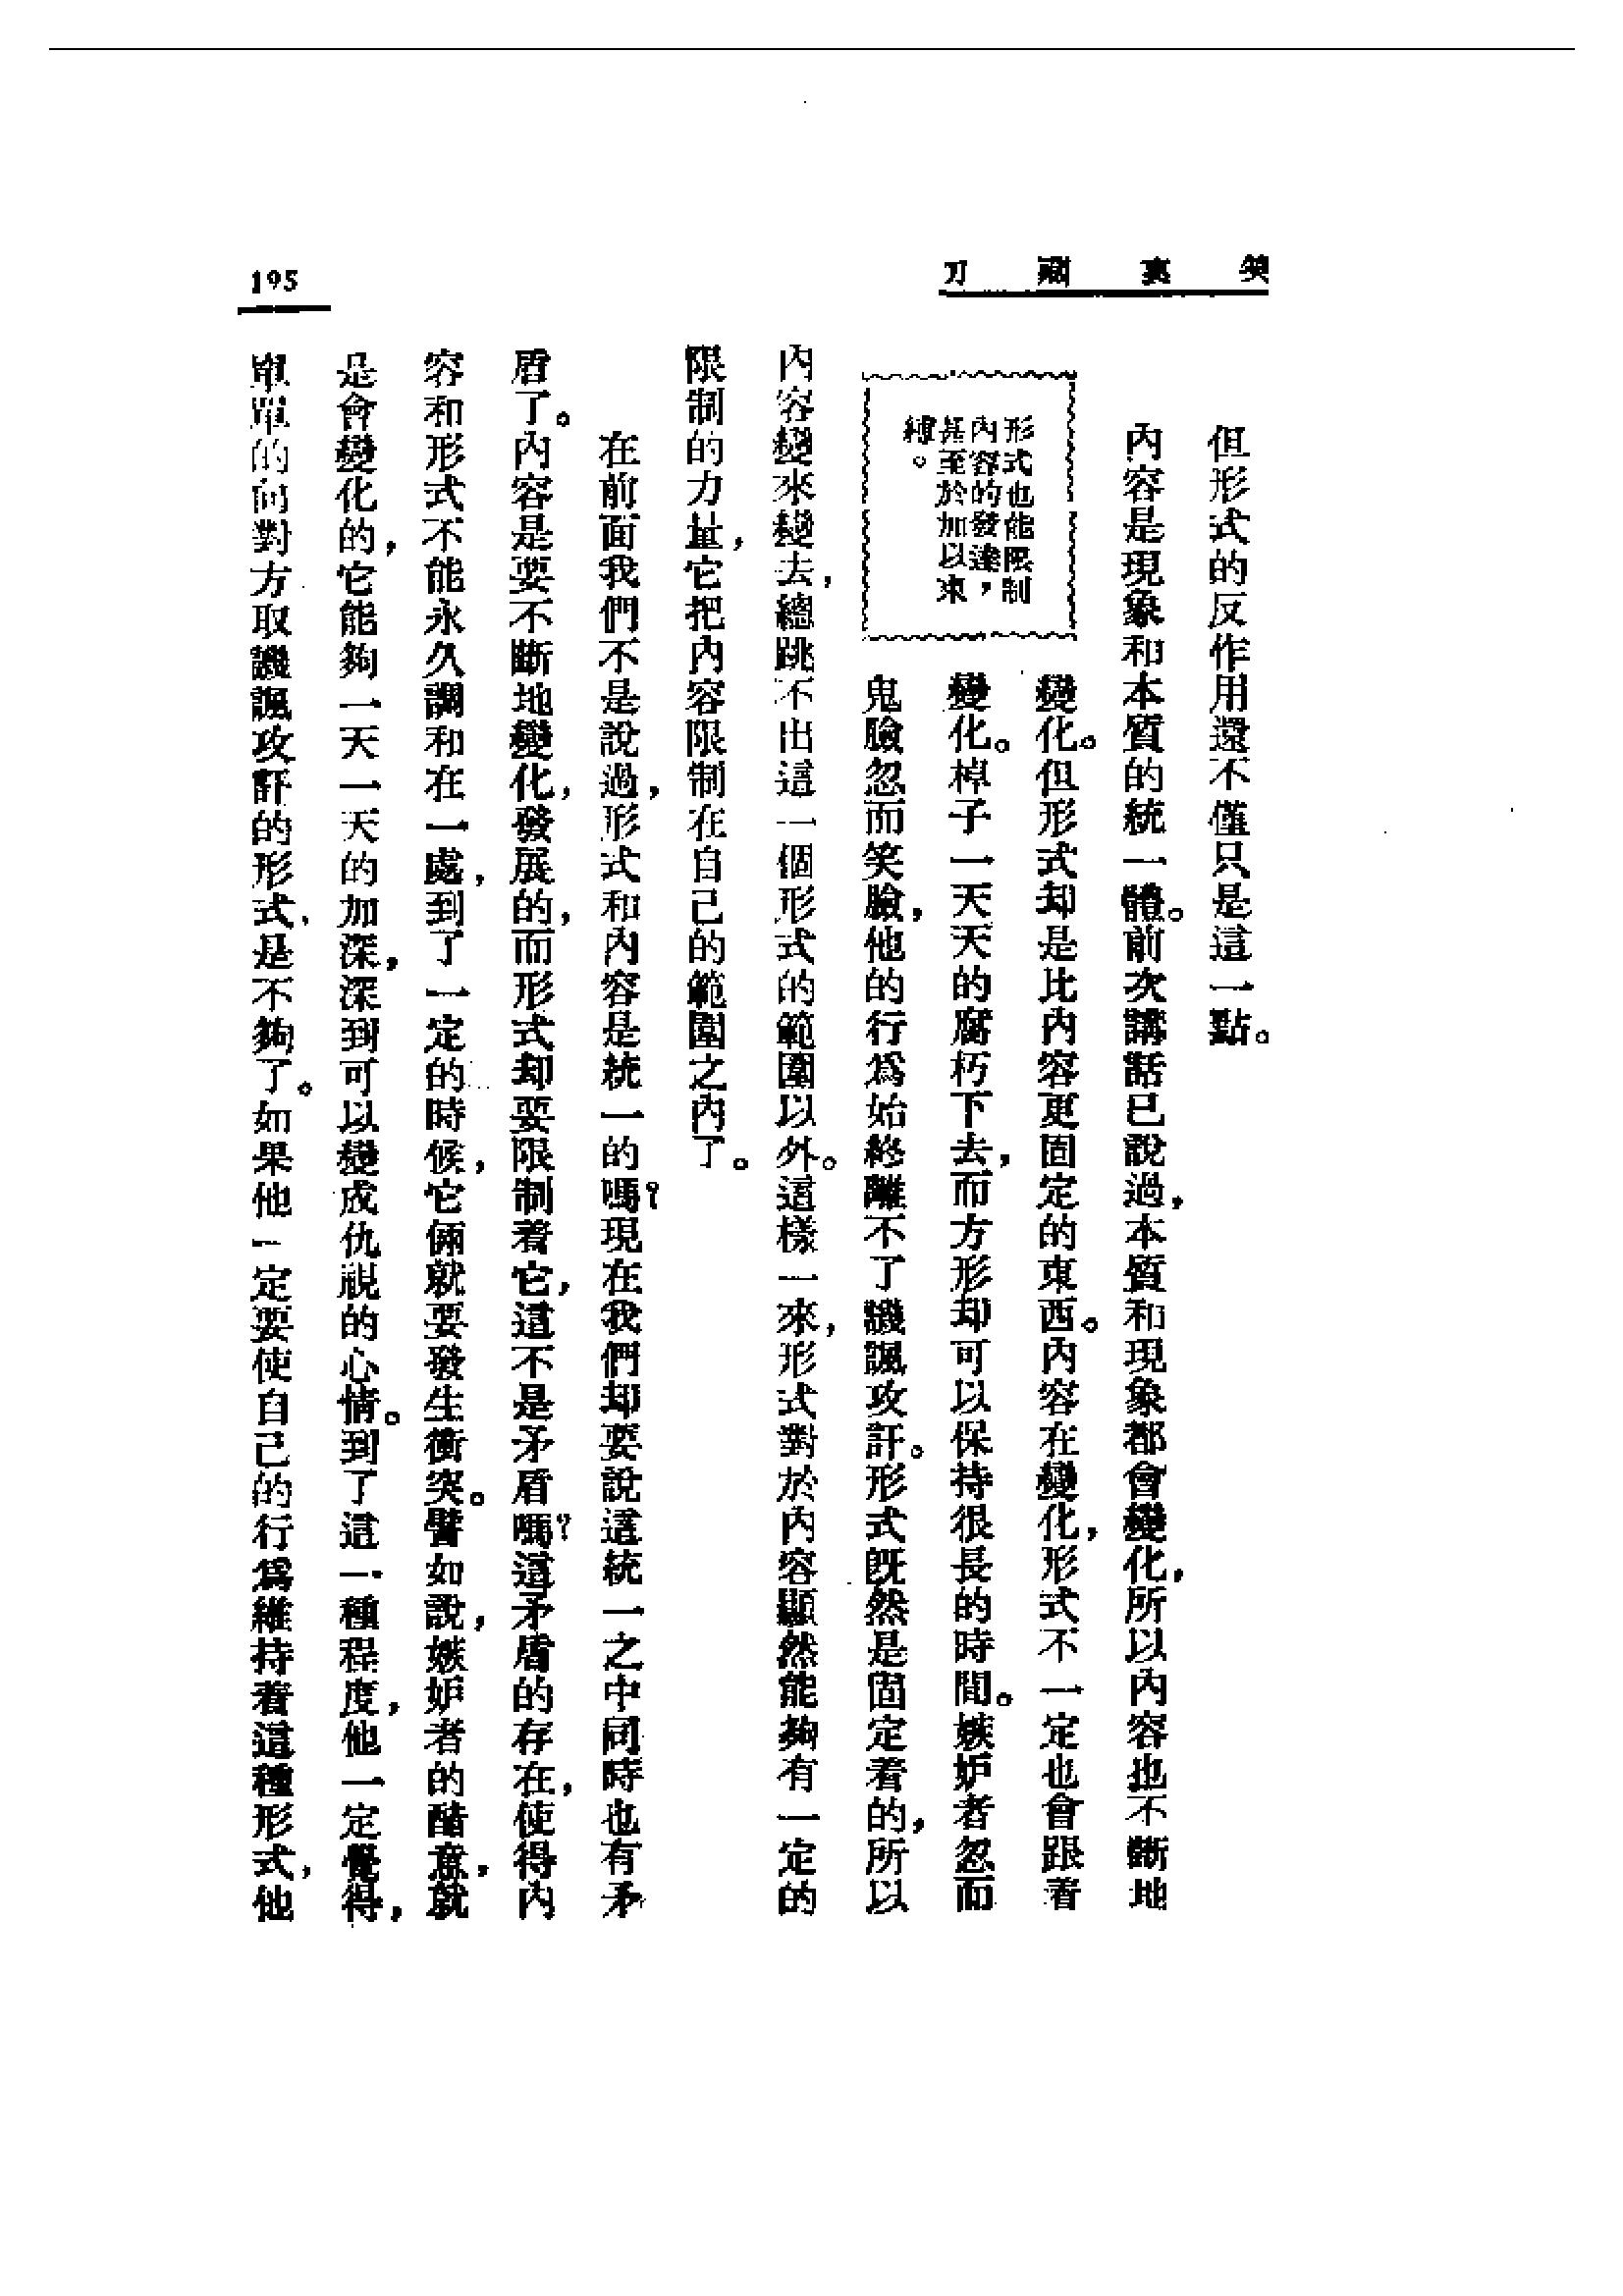 笑裏藏刀
195
但形式的反作用還不僅只是這一點。
內容是現象和本質的統一體。前次講話已說過，本質和現象都會變化，所以內容也不斷地
變化。但形式却是比內容更固定的東西。內容在變化，形式不一定也會跟着
變化。棹子一天天的腐朽下去，而方形却可以保持很長的時間。嫉妒者忽而
鬼臉忽而笑臉，他的行爲始終離不了譏諷攻訐。形式旣然是固定着的，所以
形式也能限制
內容的發達，
甚至於加以束
縛。
內容變來變去，總跳不出這一個形式的範圍以外。這樣一來，形式對於內容顯然能夠有一定的
限制的力量，它把內容限制在自己的範圍之內了。
在前面我們不是說過，形式和內容是統一的嗎？現在我們却要說這統一之中同時也有矛
盾了。內容是要不斷地變化，發展的，而形式却要限制着它，這不是矛盾嗎？這矛盾的存在，使得內
容和形式不能永久調和在一處，到了一定的時候，它倆就要發生衝突。譬如說，嫉妒者的醋意，就
是會變化的，它能夠一天一天的加深，深到可以變成仇視的心情。到了這一種程度，他一定覺得，
單單的向對方取譏諷攻訐的形式，是不夠了。如果他一定要使自己的行爲維持着這種形式，他